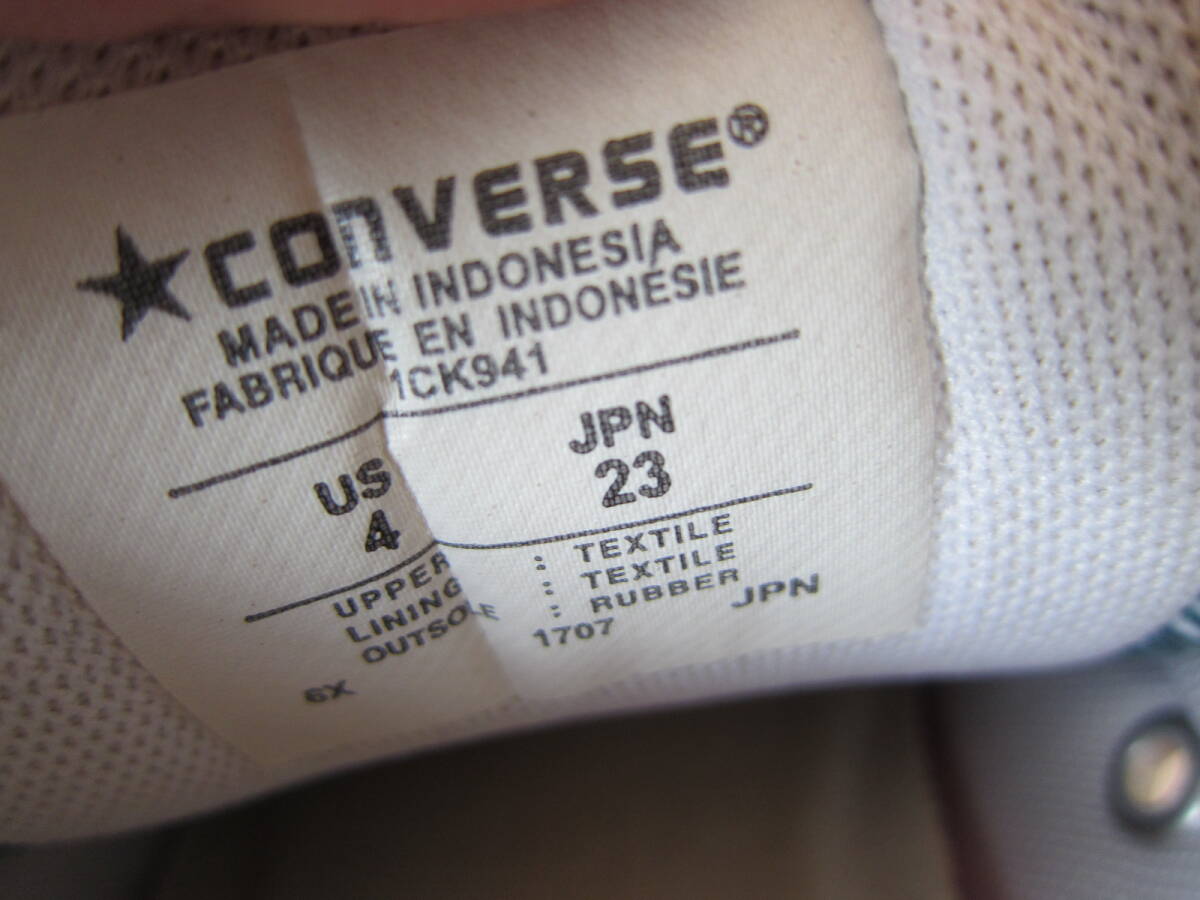 ★CONVERSE®
MADE IN INDONESIA
FABRIQUE EN INDONÉSIE
1CK941
US JPN
4 23
UPPER : TEXTILE
LINING : TEXTILE
OUTSOLE : RUBBER
6X 1707 JPN